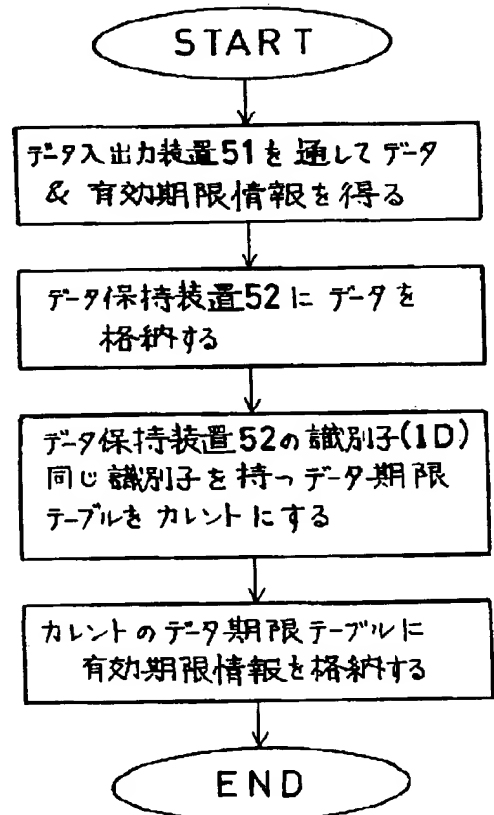 START
データ入出力装置51を通してデータ
& 有効期限情報を得る
データ保持装置52にデータを
格納する
データ保持装置52の識別子(ID)
同じ識別子を持つデータ期限
テーブルをカレントにする
カレントのデータ期限テーブルに
有効期限情報を格納する
END